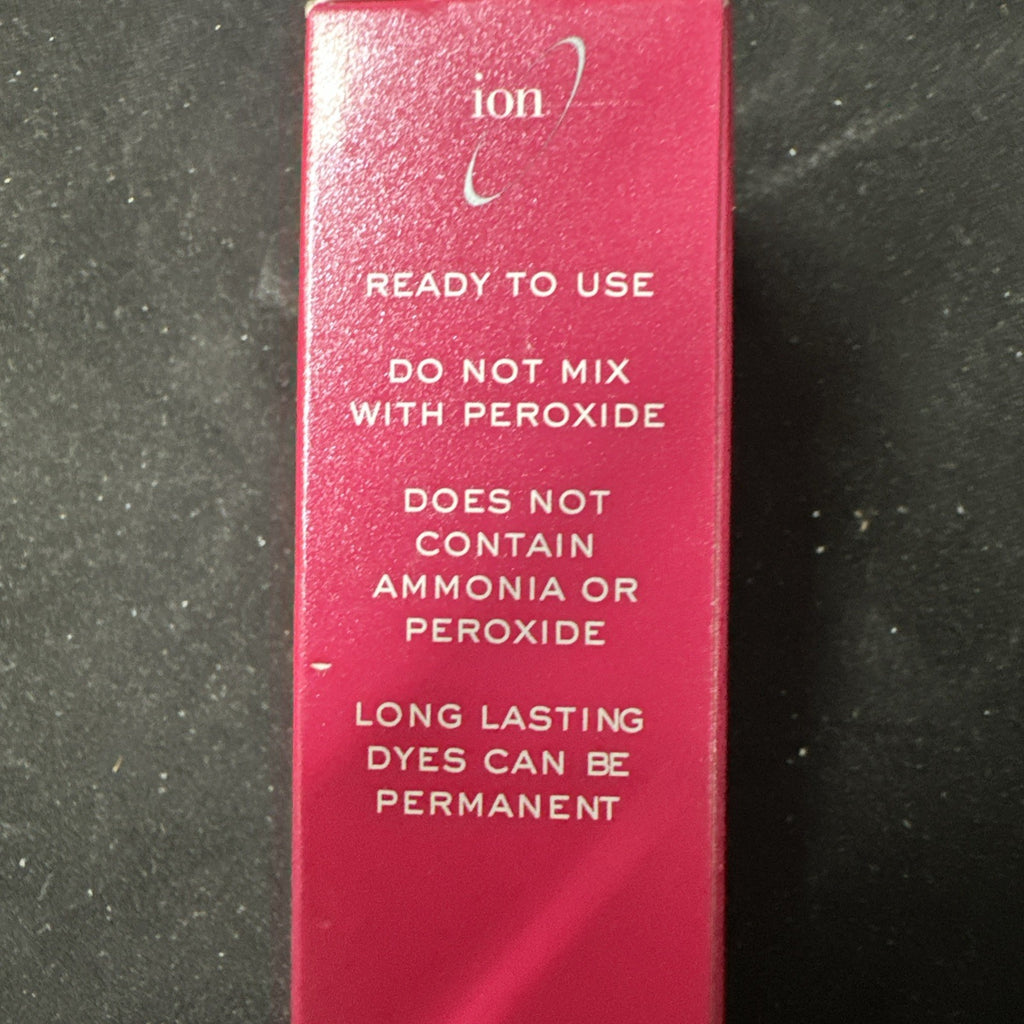 ion
READY TO USE
DO NOT MIX
WITH PEROXIDE
DOES NOT
CONTAIN
AMMONIA OR
PEROXIDE
LONG LASTING
DYES CAN BE
PERMANENT